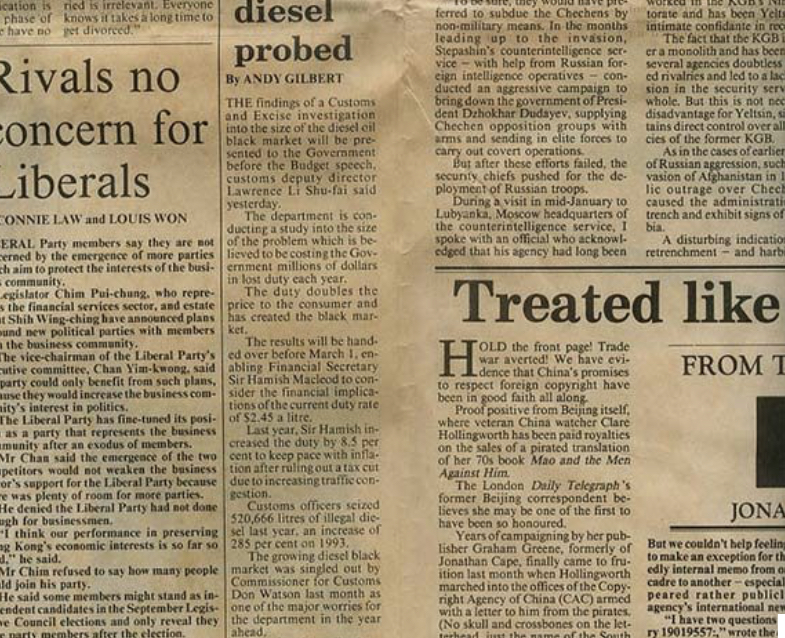 ried is irrelevant. Everyone
phase of
knows it takes a long time to
have no
get divorced."
Rivals no
concern for
Liberals
CONNIE LAW and LOUIS WON
ERAL Party members say they are not
cerned by the emergence of more parties
ch aim to protect the interests of the busi-
s community.
Legislator Chim Pui-chung, who repre-
s the financial services sector, and estate
t Shih Wing-ching have announced plans
ound new political parties with members
n the business community.
The vice-chairman of the Liberal Party's
cutive committee, Chan Yim-kwong, said
party could only benefit from such plans,
ause they would increase the business com-
nity's interest in politics.
The Liberal Party has fine-tuned its posi-
as a party that represents the business
mmunity after an exodus of members.
Mr Chan said the emergence of the two
petitors would not weaken the business
or's support for the Liberal Party because
re was plenty of room for more parties.
He denied the Liberal Party had not done
ugh for businessmen.
"I think our performance in preserving
ng Kong's economic interests is so far so
d," he said.
Mr Chim refused to say how many people
ld join his party.
He said some members might stand as in-
endent candidates in the September Legis-
ve Council elections and only reveal they
e party members after the election.
diesel
probed
By ANDY GILBERT
THE findings of a Customs
and Excise investigation
into the size of the diesel oil
black market will be pre-
sented to the Government
before the Budget speech,
customs deputy director
Lawrence Li Shu-fai said
yesterday.
The department is con-
ducting a study into the size
of the problem which is be-
lieved to be costing the Gov-
ernment millions of dollars
in lost duty each year.
The duty doubles the
price to the consumer and
has created the black mar-
ket.
The results will be hand-
ed over before March 1, en-
abling Financial Secretary
Sir Hamish Macleod to con-
sider the financial implica-
tions of the current duty rate
of $2.45 a litre.
Last year, Sir Hamish in-
creased the duty by 8.5 per
cent to keep pace with infla-
tion after ruling out a tax cut
due to increasing traffic con-
gestion.
Customs officers seized
520,666 litres of illegal die-
sel last year, an increase of
285 per cent on 1993.
The growing diesel black
market was singled out by
Commissioner for Customs
Don Watson last month as
one of the major worries for
the department in the year
ahead.
To be sure, they would have pre-
ferred to subdue the Chechens by
non-military means. In the months
leading up to the invasion,
Stepashin's counterintelligence ser-
vice – with help from Russian for-
eign intelligence operatives – con-
ducted an aggressive campaign to
bring down the government of Presi-
dent Dzhokhar Dudayev, supplying
Chechen opposition groups with
arms and sending in elite forces to
carry out covert operations.
But after these efforts failed, the
security chiefs pushed for the de-
ployment of Russian troops.
During a visit in mid-January to
Lubyanka, Moscow headquarters of
the counterintelligence service, I
spoke with an official who acknowl-
edged that his agency had long been
worked in the KGB's
torate and has been Yelts
intimate confidante in rec
The fact that the KGB
er a monolith and has been
several agencies doubtless
ed rivalries and led to a lac
sion in the security serv
whole. But this is not nec
disadvantage for Yeltsin, si
tains direct control over all
cies of the former KGB.
As in the cases of earlier
of Russian aggression, such
vasion of Afghanistan in 1
lic outrage over Chech
caused the administrati
trench and exhibit signs of
bia.
A disturbing indicatio
retrenchment – and harb
Treated like
HOLD the front page! Trade
war averted! We have evi-
dence that China's promises
to respect foreign copyright have
been in good faith all along.
Proof positive from Beijing itself,
where veteran China watcher Clare
Hollingworth has been paid royalties
on the sales of a pirated translation
of her 70s book Mao and the Men
Against Him.
The London Daily Telegraph's
former Beijing correspondent be-
lieves she may be one of the first to
have been so honoured.
Years of campaigning by her pub-
lisher Graham Greene, formerly of
Jonathan Cape, finally came to fru-
ition last month when Hollingworth
marched into the offices of the Copy-
right Agency of China (CAC) armed
with a letter to him from the pirates.
(No skull and crossbones on the let-
terhead, just the name of the South
FROM T
JONA
But we couldn't help feeling
to make an exception for th
edly internal memo from o
cadre to another – especial
peared rather public
agency's international new
"I have two questions
ry 19019557:," wrote the